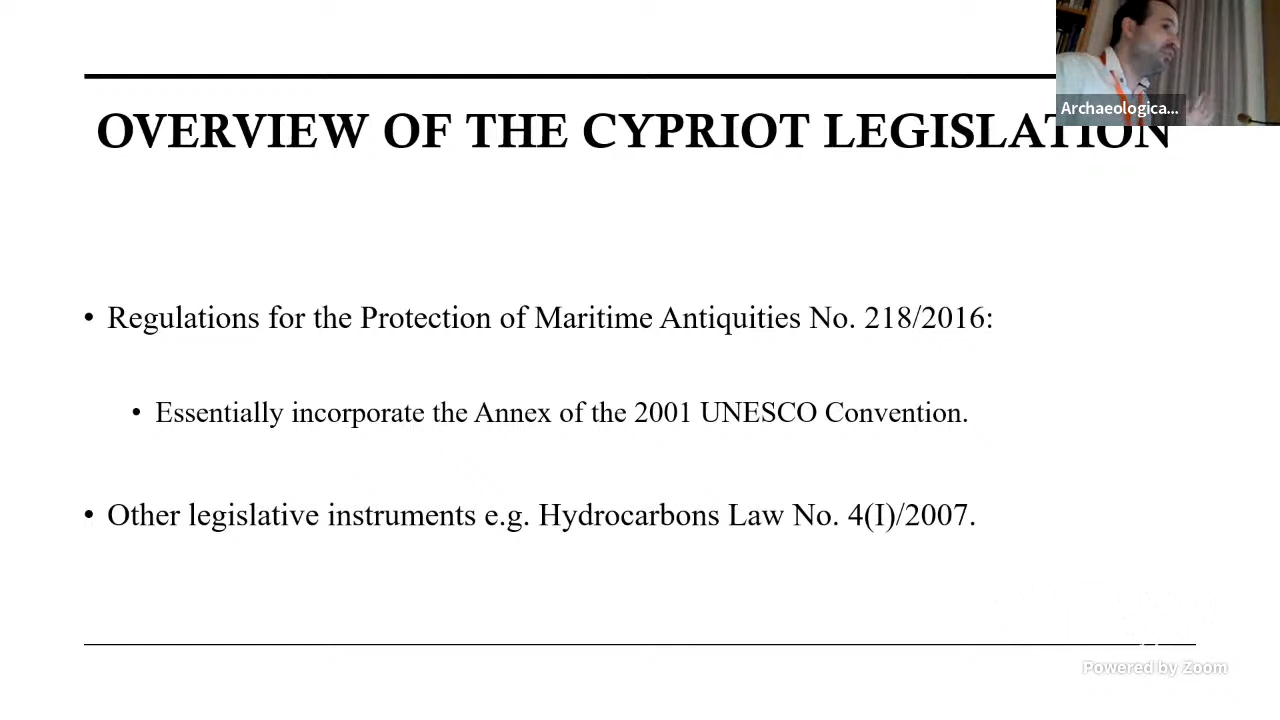 Archaeologica...
OVERVIEW OF THE CYPRIOT LEGISLATION
• Regulations for the Protection of Maritime Antiquities No. 218/2016:
• Essentially incorporate the Annex of the 2001 UNESCO Convention.
• Other legislative instruments e.g. Hydrocarbons Law No. 4(I)/2007.
Powered by Zoom